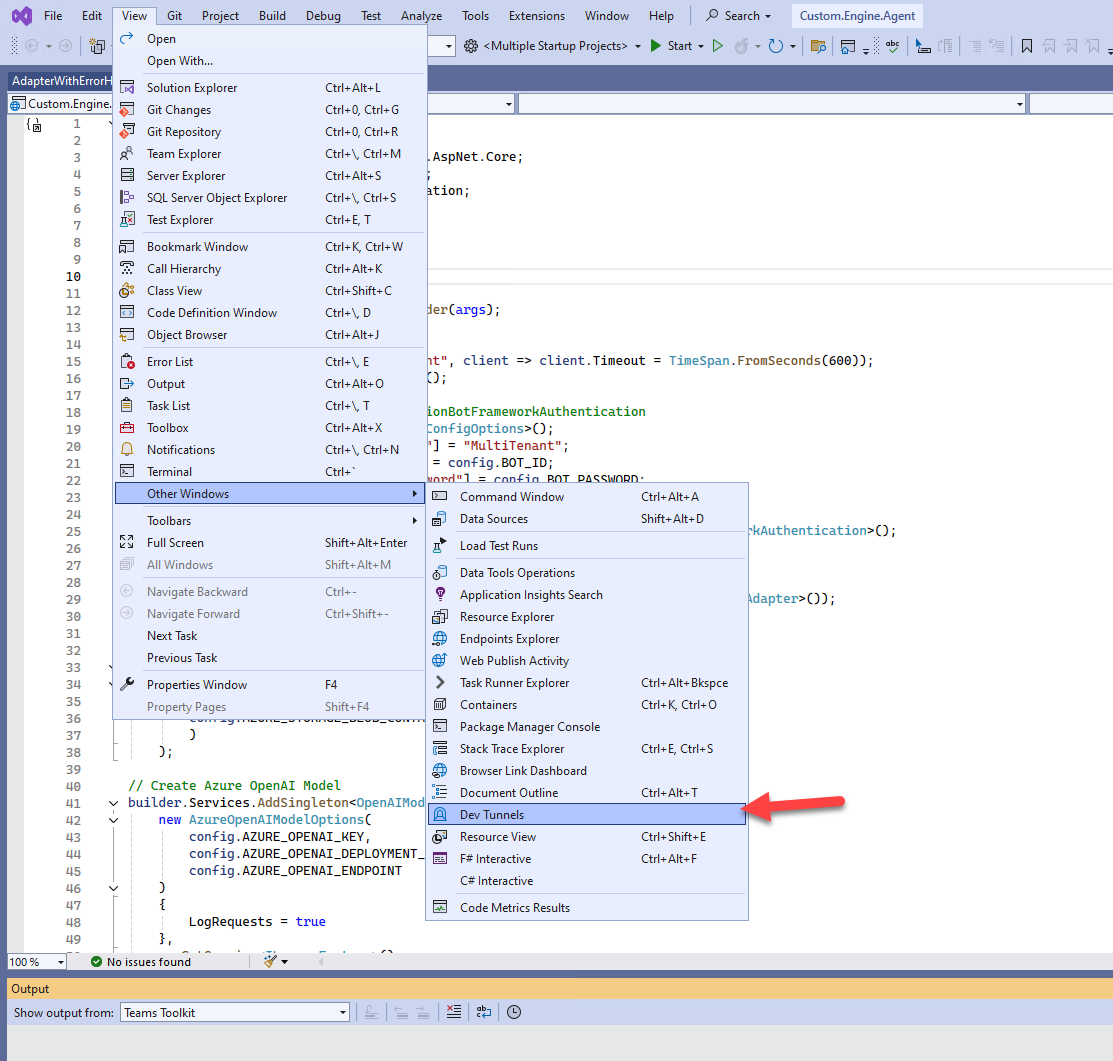 File Edit View Git Project Build Debug Test Analyze Tools Extensions Window Help Search Custom.Engine.Agent
<Multiple Startup Projects> Start
AdapterWithErrorH
Custom.Engine.
Open
Open With...
Solution Explorer Ctrl+Alt+L
Git Changes Ctrl+0, Ctrl+G
Git Repository Ctrl+0, Ctrl+R
Team Explorer Ctrl+\, Ctrl+M
Server Explorer Ctrl+Alt+S
SQL Server Object Explorer Ctrl+\, Ctrl+S
Test Explorer Ctrl+E, T
Bookmark Window Ctrl+K, Ctrl+W
Call Hierarchy Ctrl+Alt+K
Class View Ctrl+Shift+C
Code Definition Window Ctrl+\, D
Object Browser Ctrl+Alt+J
Error List Ctrl+\, E
Output Ctrl+Alt+O
Task List Ctrl+\, T
Toolbox Ctrl+Alt+X
Notifications Ctrl+\, Ctrl+N
Terminal Ctrl+`
Other Windows
Toolbars
Full Screen Shift+Alt+Enter
All Windows Shift+Alt+M
Navigate Backward Ctrl+-
Navigate Forward Ctrl+Shift+-
Next Task
Previous Task
Properties Window F4
Property Pages Shift+F4
Command Window Ctrl+Alt+A
Data Sources Shift+Alt+D
Load Test Runs
Data Tools Operations
Application Insights Search
Resource Explorer
Endpoints Explorer
Web Publish Activity
Task Runner Explorer Ctrl+Alt+Bkspce
Containers Ctrl+K, Ctrl+O
Package Manager Console
Stack Trace Explorer Ctrl+E, Ctrl+S
Browser Link Dashboard
Document Outline Ctrl+Alt+T
Dev Tunnels
Resource View Ctrl+Shift+E
F# Interactive Ctrl+Alt+F
C# Interactive
Code Metrics Results
1
2
3 .AspNet.Core;
4 ;
5 ation;
6
7
8
9
10
11
12 der(args);
13
14
15 nt", client => client.Timeout = TimeSpan.FromSeconds(600));
16 ();
17
18 ionBotFrameworkAuthentication
19 ConfigOptions>();
20 "] = "MultiTenant";
21 = config.BOT_ID;
22 word"] = config.BOT_PASSWORD;
23
24
25 rkAuthentication>();
26
27
28
29 Adapter>());
30
31
32
33
34
35
36 config.AZURE_STORAGE_BLOB_CONTA
37 )
38 );
39
40 // Create Azure OpenAI Model
41 builder.Services.AddSingleton<OpenAIMod
42 new AzureOpenAIModelOptions(
43 config.AZURE_OPENAI_KEY,
44 config.AZURE_OPENAI_DEPLOYMENT_
45 config.AZURE_OPENAI_ENDPOINT
46 )
47 {
48 LogRequests = true
49 },
100 % No issues found
Output
Show output from: Teams Toolkit